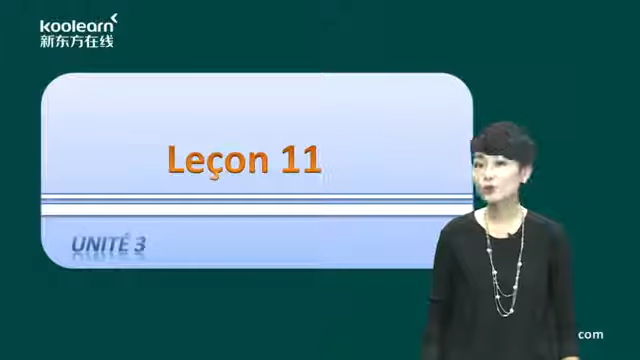 koolearn
新东方在线
Leçon 11
UNITÉ 3
com